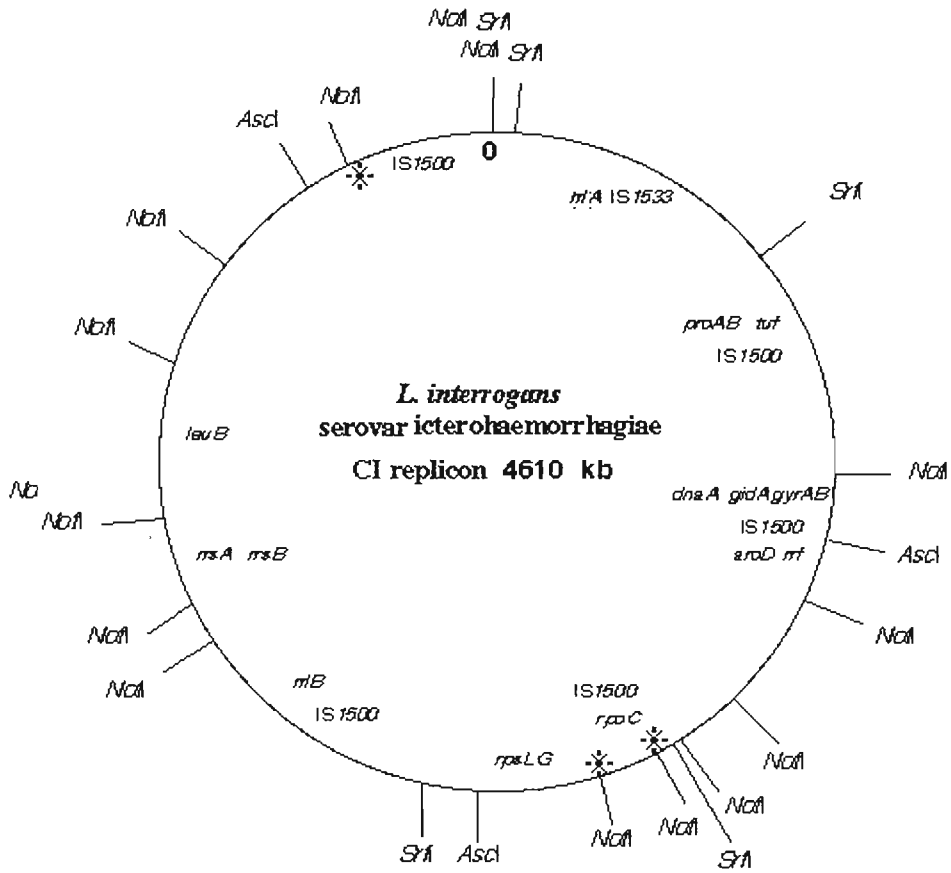 NotI SrfI
NotI SrfI
NotI
AscI
0
IS1500
rrlA IS1533
SrfI
NotI
proAB tuf
IS1500
NotI
L. interrogans
serovar icterohaemorrhagiae
CI replicon 4610 kb
leuB
No
NotI
NotI
dnaA gidA gyrAB
IS1500
aroD rrf
AscI
rrsA rrsB
NotI
NotI
NotI
rrlB
IS1500
IS1500
rpoC
rpsLG
NotI
NotI
NotI
NotI
SrfI
SrfI
AscI